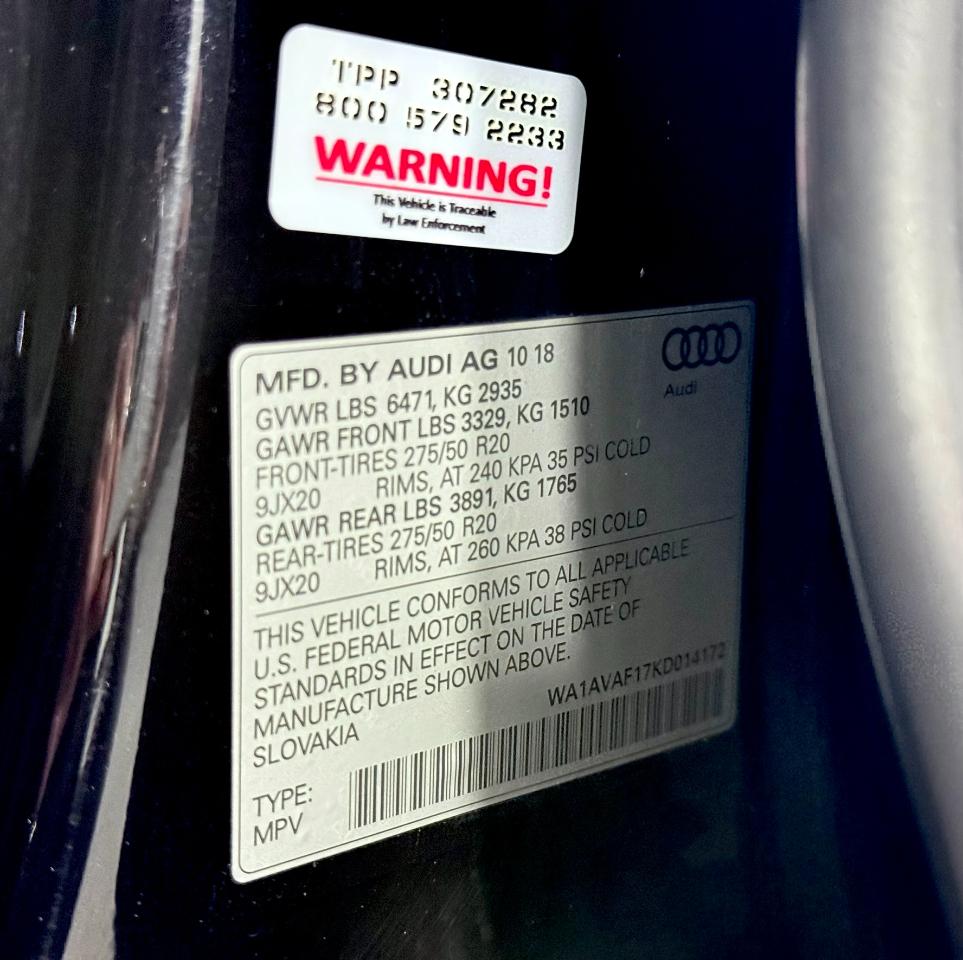 TPP 307282
800 579 2233
WARNING!
This Vehicle is Traceable
by Law Enforcement
MFD. BY AUDI AG 10 18
Audi
GVWR LBS 6471, KG 2935
GAWR FRONT LBS 3329, KG 1510
FRONT-TIRES 275/50 R20
9JX20 RIMS, AT 240 KPA 35 PSI COLD
GAWR REAR LBS 3891, KG 1765
REAR-TIRES 275/50 R20
9JX20 RIMS, AT 260 KPA 38 PSI COLD
THIS VEHICLE CONFORMS TO ALL APPLICABLE
U.S. FEDERAL MOTOR VEHICLE SAFETY
STANDARDS IN EFFECT ON THE DATE OF
MANUFACTURE SHOWN ABOVE.
SLOVAKIA
WA1AVAF17KD014172
TYPE:
MPV